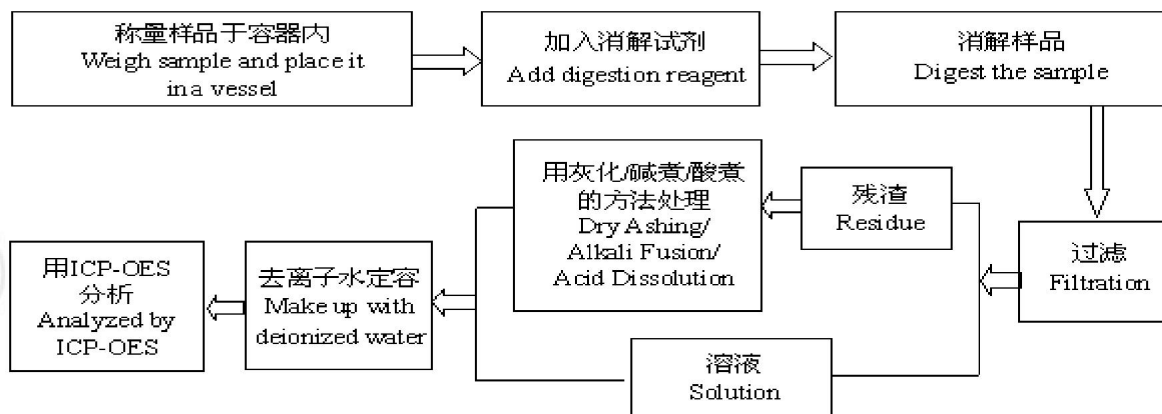 称量样品于容器内
Weigh sample and place it
in a vessel
加入消解试剂
Add digestion reagent
消解样品
Digest the sample
过滤
Filtration
残渣
Residue
用灰化/碱煮/酸煮
的方法处理
Dry Ashing/
Alkali Fusion/
Acid Dissolution
溶液
Solution
去离子水定容
Make up with
deionized water
用ICP-OES
分析
Analyzed by
ICP-OES